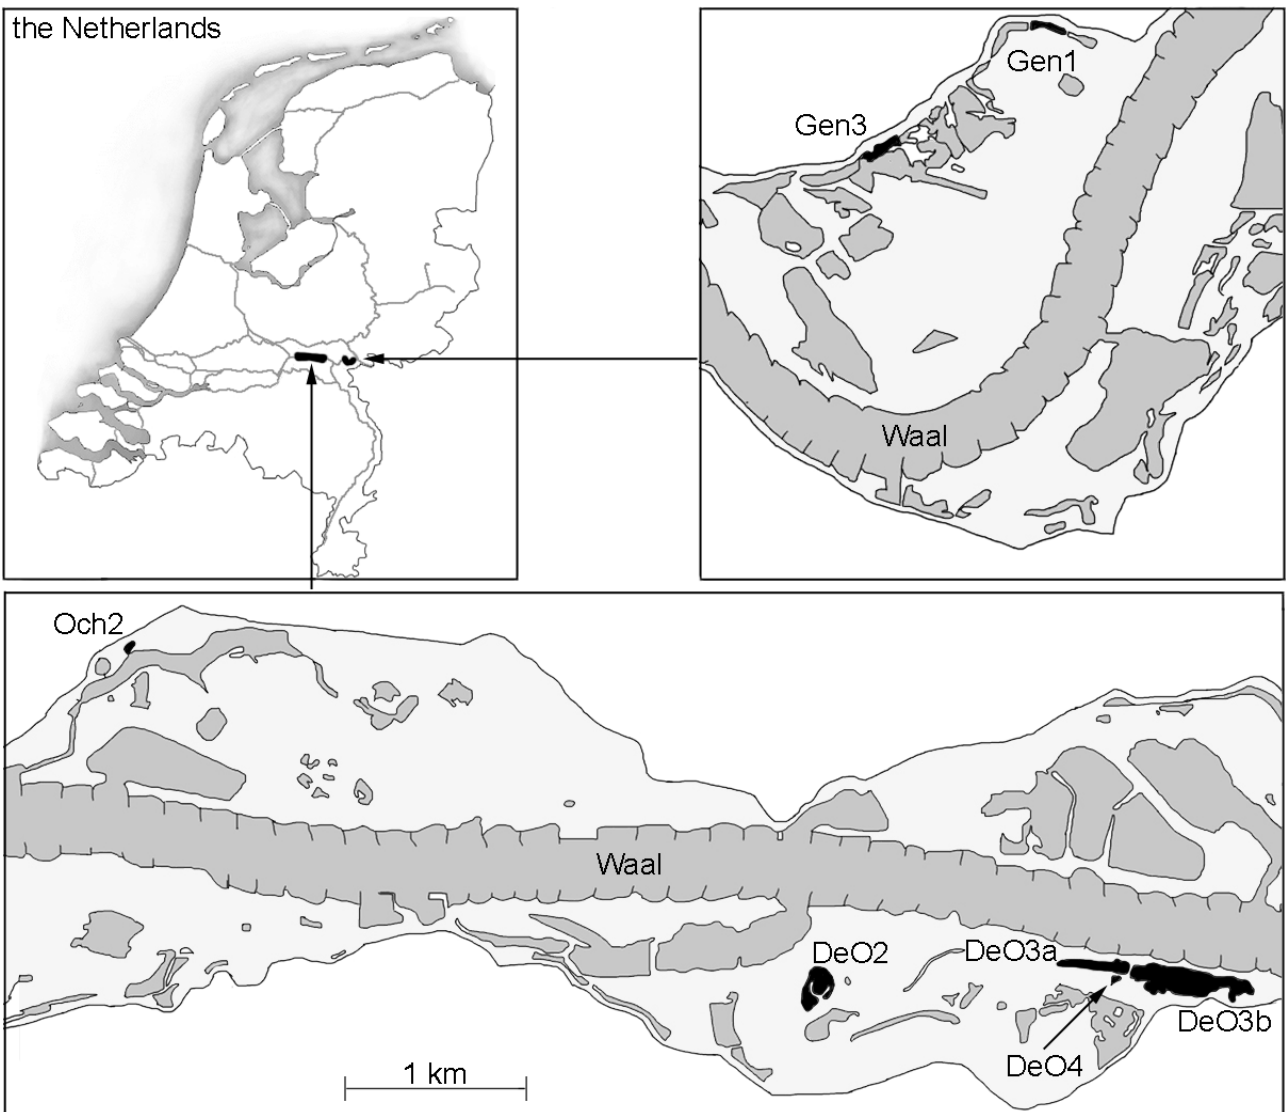 the Netherlands
Gen1
Gen3
Waal
Och2
Waal
DeO2
DeO3a
DeO3b
DeO4
1 km